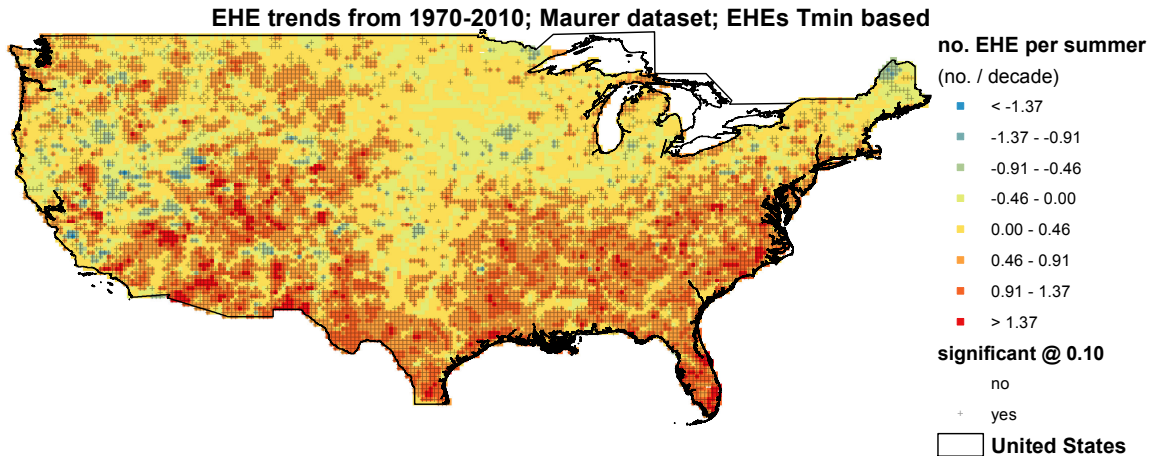 EHE trends from 1970-2010; Maurer dataset; EHEs Tmin based
no. EHE per summer
(no. / decade)
< -1.37
-1.37 - -0.91
-0.91 - -0.46
-0.46 - 0.00
0.00 - 0.46
0.46 - 0.91
0.91 - 1.37
> 1.37
significant @ 0.10
no
yes
United States